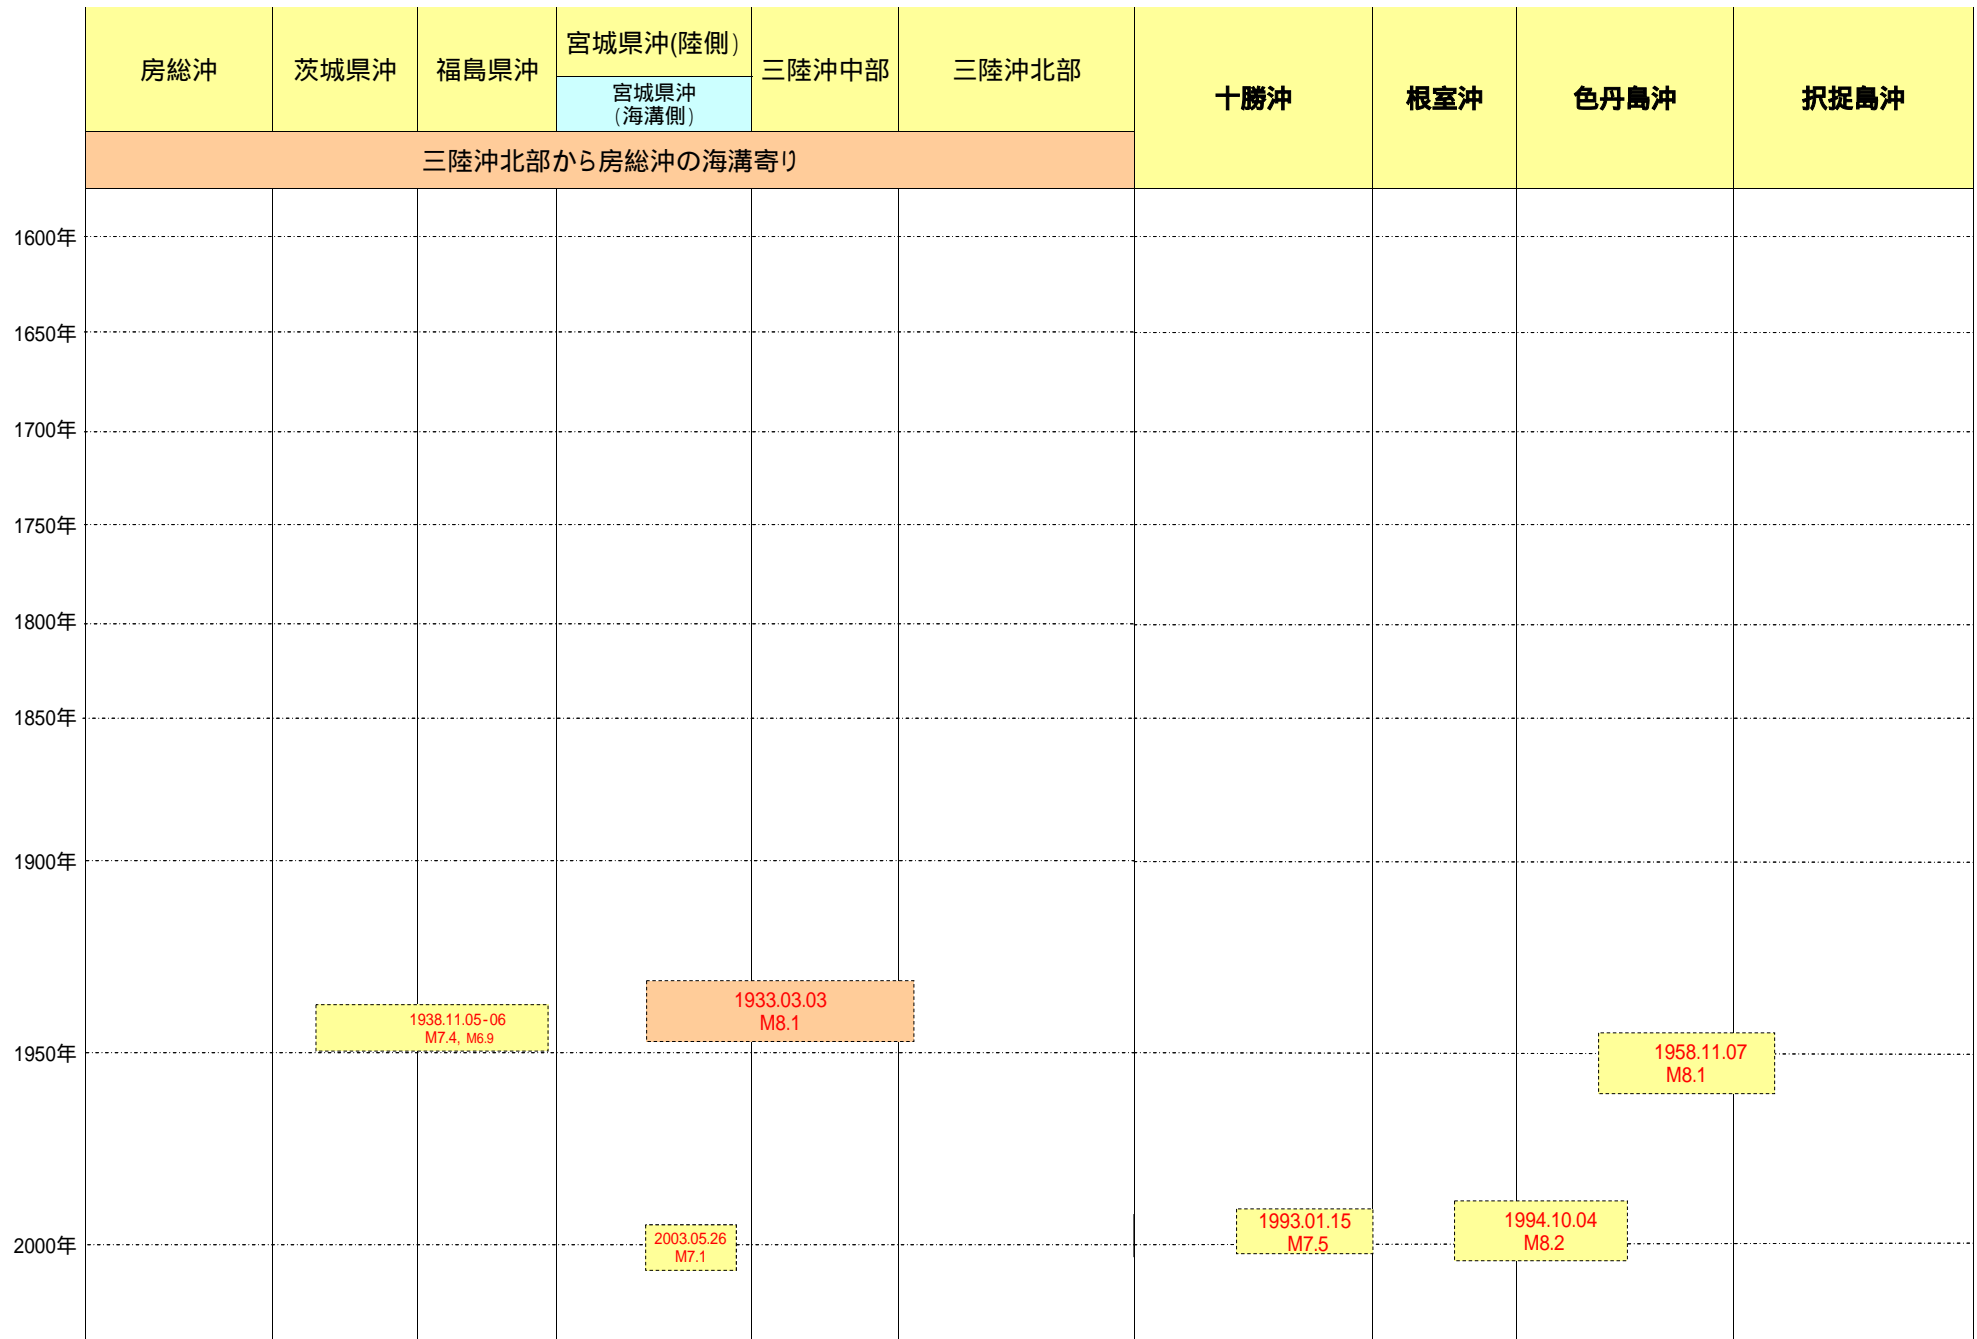 房総沖
茨城県沖
福島県沖
宮城県沖(陸側)
宮城県沖
(海溝側)
三陸沖中部
三陸沖北部
十勝沖
根室沖
色丹島沖
択捉島沖
三陸沖北部から房総沖の海溝寄り
1600年
1650年
1700年
1750年
1800年
1850年
1900年
1933.03.03
M8.1
1938.11.05-06
M7.4, M6.9
1950年
1958.11.07
M8.1
1993.01.15
M7.5
1994.10.04
M8.2
2000年
2003.05.26
M7.1